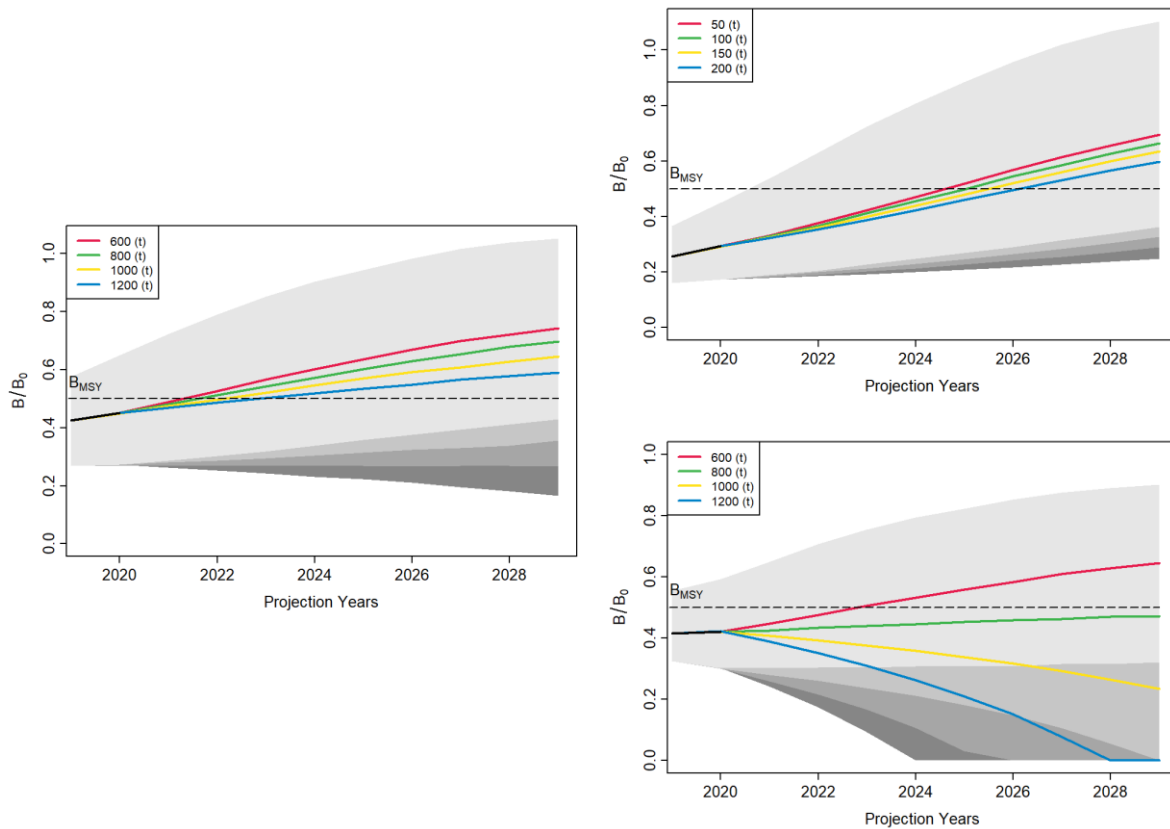 600 (t)
800 (t)
1000 (t)
1200 (t)
B/B0
1.0
0.8
0.6
0.4
0.2
0.0
BMSY
2020 2022 2024 2026 2028
Projection Years
50 (t)
100 (t)
150 (t)
200 (t)
B/B0
1.0
0.8
0.6
0.4
0.2
0.0
BMSY
2020 2022 2024 2026 2028
Projection Years
600 (t)
800 (t)
1000 (t)
1200 (t)
B/B0
1.0
0.8
0.6
0.4
0.2
0.0
BMSY
2020 2022 2024 2026 2028
Projection Years